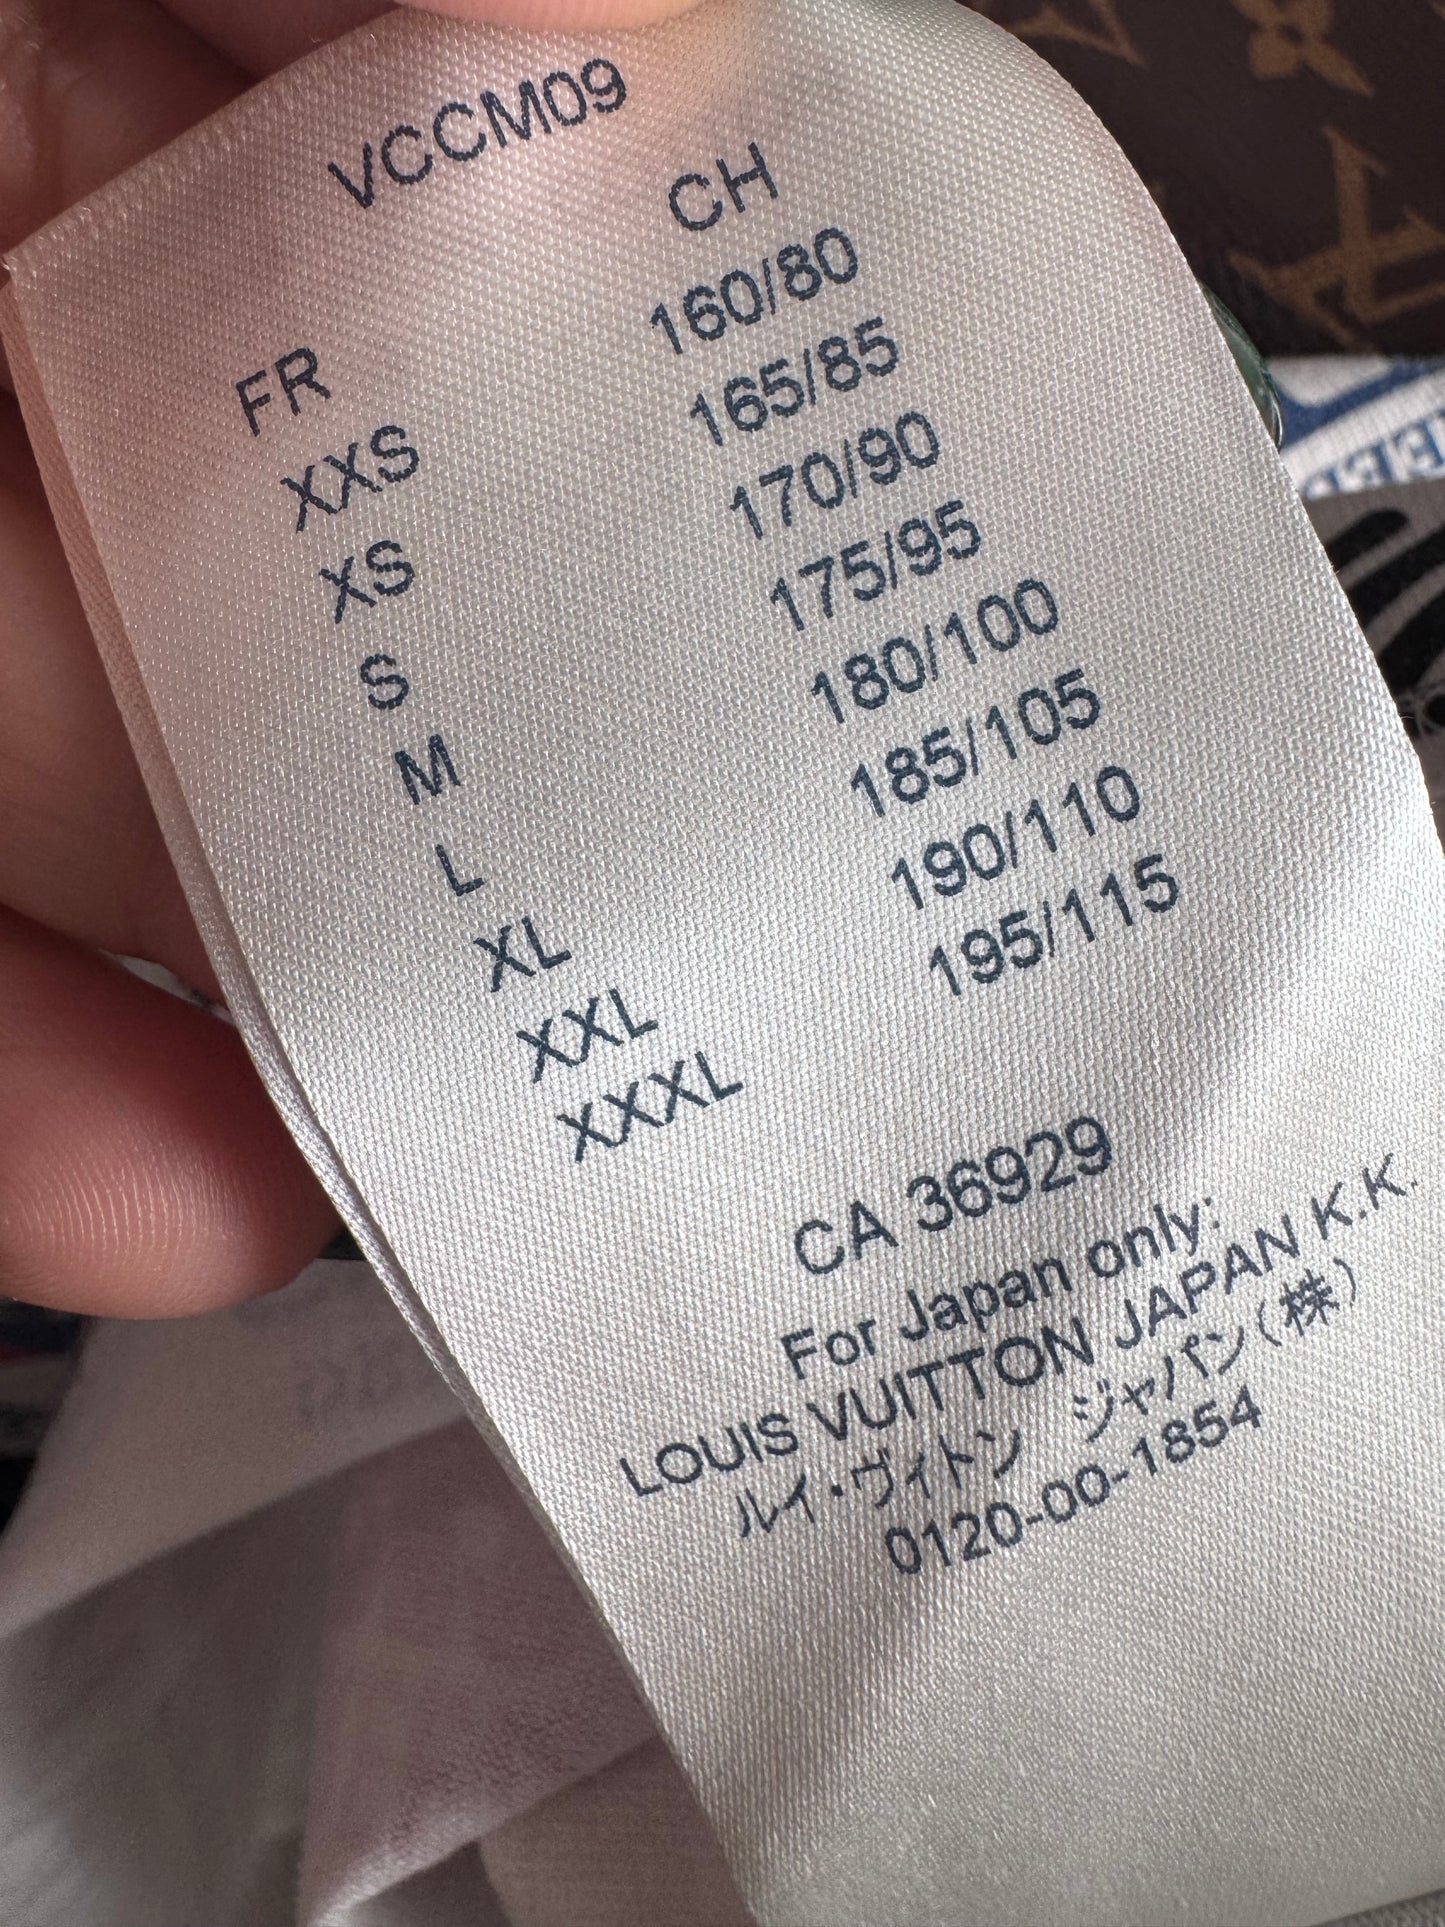 VCCM09
FR CH
XXS 160/80
XS 165/85
S 170/90
M 175/95
L 180/100
XL 185/105
XXL 190/110
XXXL 195/115
CA 36929
For Japan only:
LOUIS VUITTON JAPAN K.K.
ルイ・ヴィトン ジャパン(株)
0120-00-1854